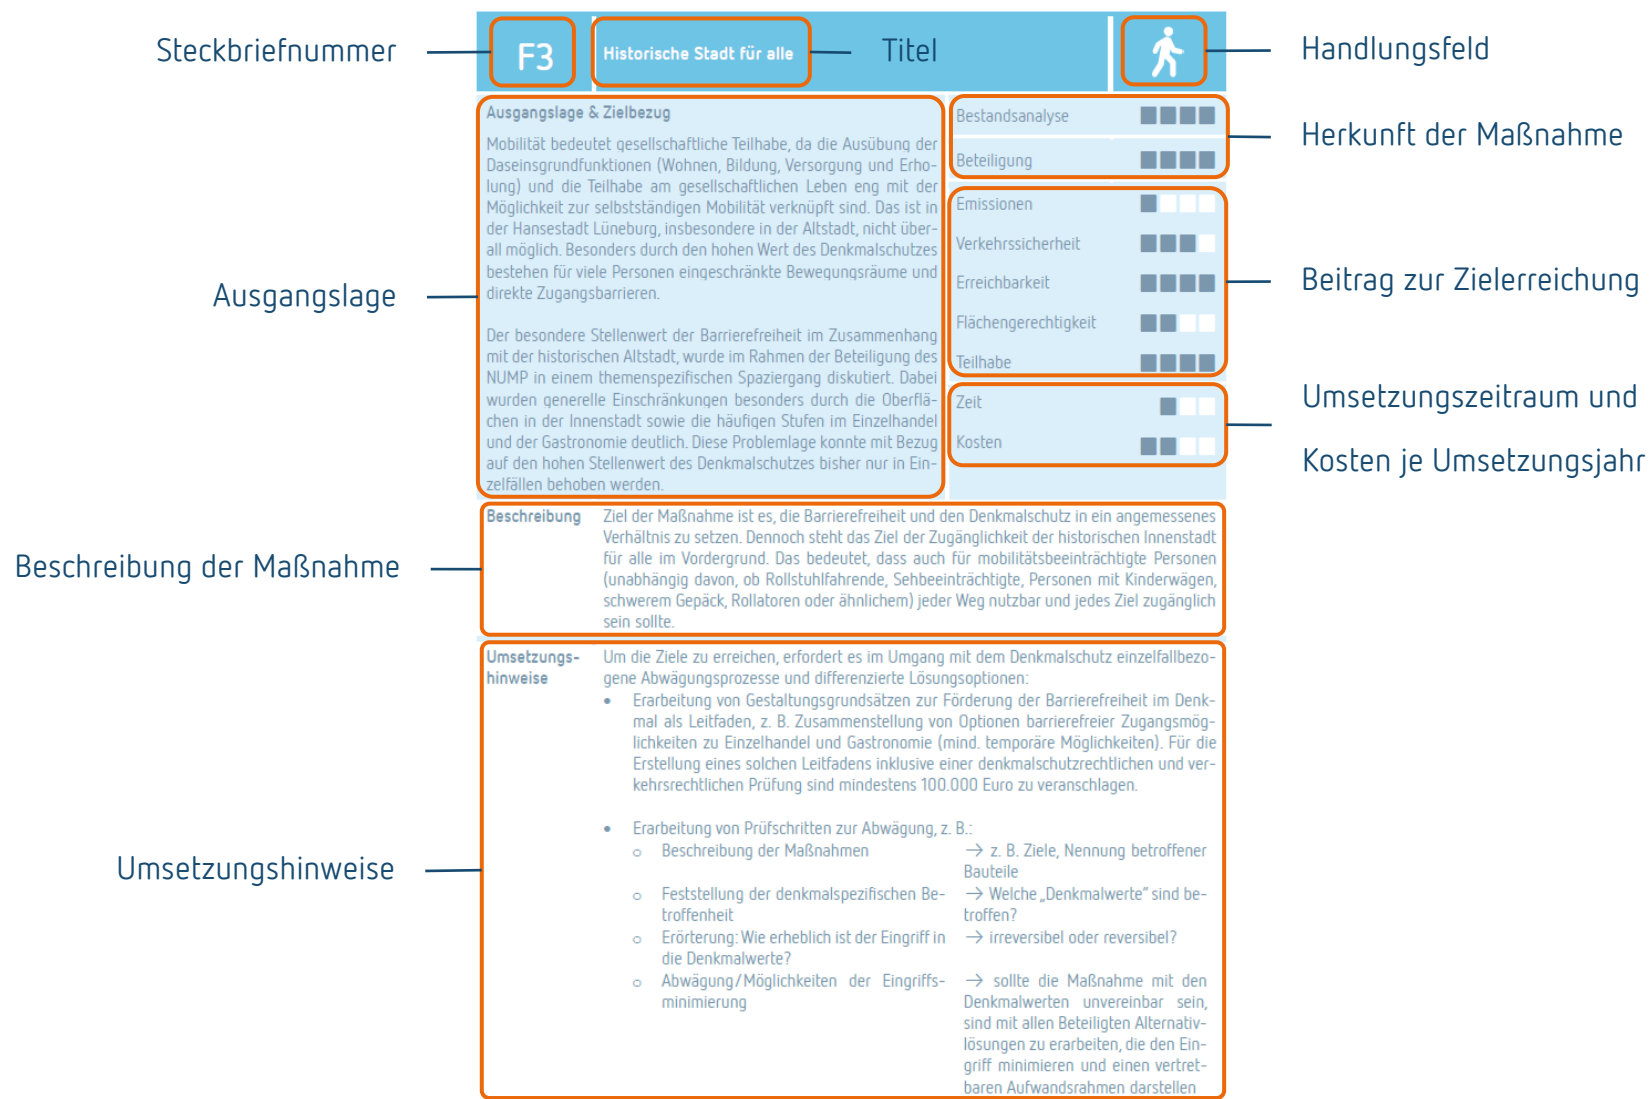 Steckbriefnummer
F3
Historische Stadt für alle
Titel
Handlungsfeld
Ausgangslage & Zielbezug
Mobilität bedeutet gesellschaftliche Teilhabe, da die Ausübung der
Daseinsgrundfunktionen (Wohnen, Bildung, Versorgung und Erho-
lung) und die Teilhabe am gesellschaftlichen Leben eng mit der
Möglichkeit zur selbstständigen Mobilität verknüpft sind. Das ist in
der Hansestadt Lüneburg, insbesondere in der Altstadt, nicht über-
all möglich. Besonders durch den hohen Wert des Denkmalschutzes
bestehen für viele Personen eingeschränkte Bewegungsräume und
direkte Zugangsbarrieren.
Der besondere Stellenwert der Barrierefreiheit im Zusammenhang
mit der historischen Altstadt, wurde im Rahmen der Beteiligung des
NUMP in einem themenspezifischen Spaziergang diskutiert. Dabei
wurden generelle Einschränkungen besonders durch die Oberflä-
chen in der Innenstadt sowie die häufigen Stufen im Einzelhandel
und der Gastronomie deutlich. Diese Problemlage konnte mit Bezug
auf den hohen Stellenwert des Denkmalschutzes bisher nur in Ein-
zelfällen behoben werden.
Ausgangslage
Bestandsanalyse
Beteiligung
Herkunft der Maßnahme
Emissionen
Verkehrssicherheit
Erreichbarkeit
Flächengerechtigkeit
Teilhabe
Beitrag zur Zielerreichung
Zeit
Kosten
Umsetzungszeitraum und
Kosten je Umsetzungsjahr
Beschreibung der Maßnahme
Beschreibung
Ziel der Maßnahme ist es, die Barrierefreiheit und den Denkmalschutz in ein angemessenes
Verhältnis zu setzen. Dennoch steht das Ziel der Zugänglichkeit der historischen Innenstadt
für alle im Vordergrund. Das bedeutet, dass auch für mobilitätsbeeinträchtigte Personen
(unabhängig davon, ob Rollstuhlfahrende, Sehbeeinträchtigte, Personen mit Kinderwägen,
schwerem Gepäck, Rollatoren oder ähnlichem) jeder Weg nutzbar und jedes Ziel zugänglich
sein sollte.
Umsetzungshinweise
Umsetzungs-
hinweise
Um die Ziele zu erreichen, erfordert es im Umgang mit dem Denkmalschutz einzelfallbezo-
gene Abwägungsprozesse und differenzierte Lösungsoptionen:
• Erarbeitung von Gestaltungsgrundsätzen zur Förderung der Barrierefreiheit im Denk-
mal als Leitfaden, z. B. Zusammenstellung von Optionen barrierefreier Zugangsmög-
lichkeiten zu Einzelhandel und Gastronomie (mind. temporäre Möglichkeiten). Für die
Erstellung eines solchen Leitfadens inklusive einer denkmalschutzrechtlichen und ver-
kehrsrechtlichen Prüfung sind mindestens 100.000 Euro zu veranschlagen.
• Erarbeitung von Prüfschritten zur Abwägung, z. B.:
o Beschreibung der Maßnahmen
→ z. B. Ziele, Nennung betroffener
Bauteile
o Feststellung der denkmalspezifischen Be-
troffenheit
→ Welche „Denkmalwerte“ sind be-
troffen?
o Erörterung: Wie erheblich ist der Eingriff in
die Denkmalwerte?
→ irreversibel oder reversibel?
o Abwägung/Möglichkeiten der Eingriffs-
minimierung
→ sollte die Maßnahme mit den
Denkmalwerten unvereinbar sein,
sind mit allen Beteiligten Alternativ-
lösungen zu erarbeiten, die den Ein-
griff minimieren und einen vertret-
baren Aufwandsrahmen darstellen